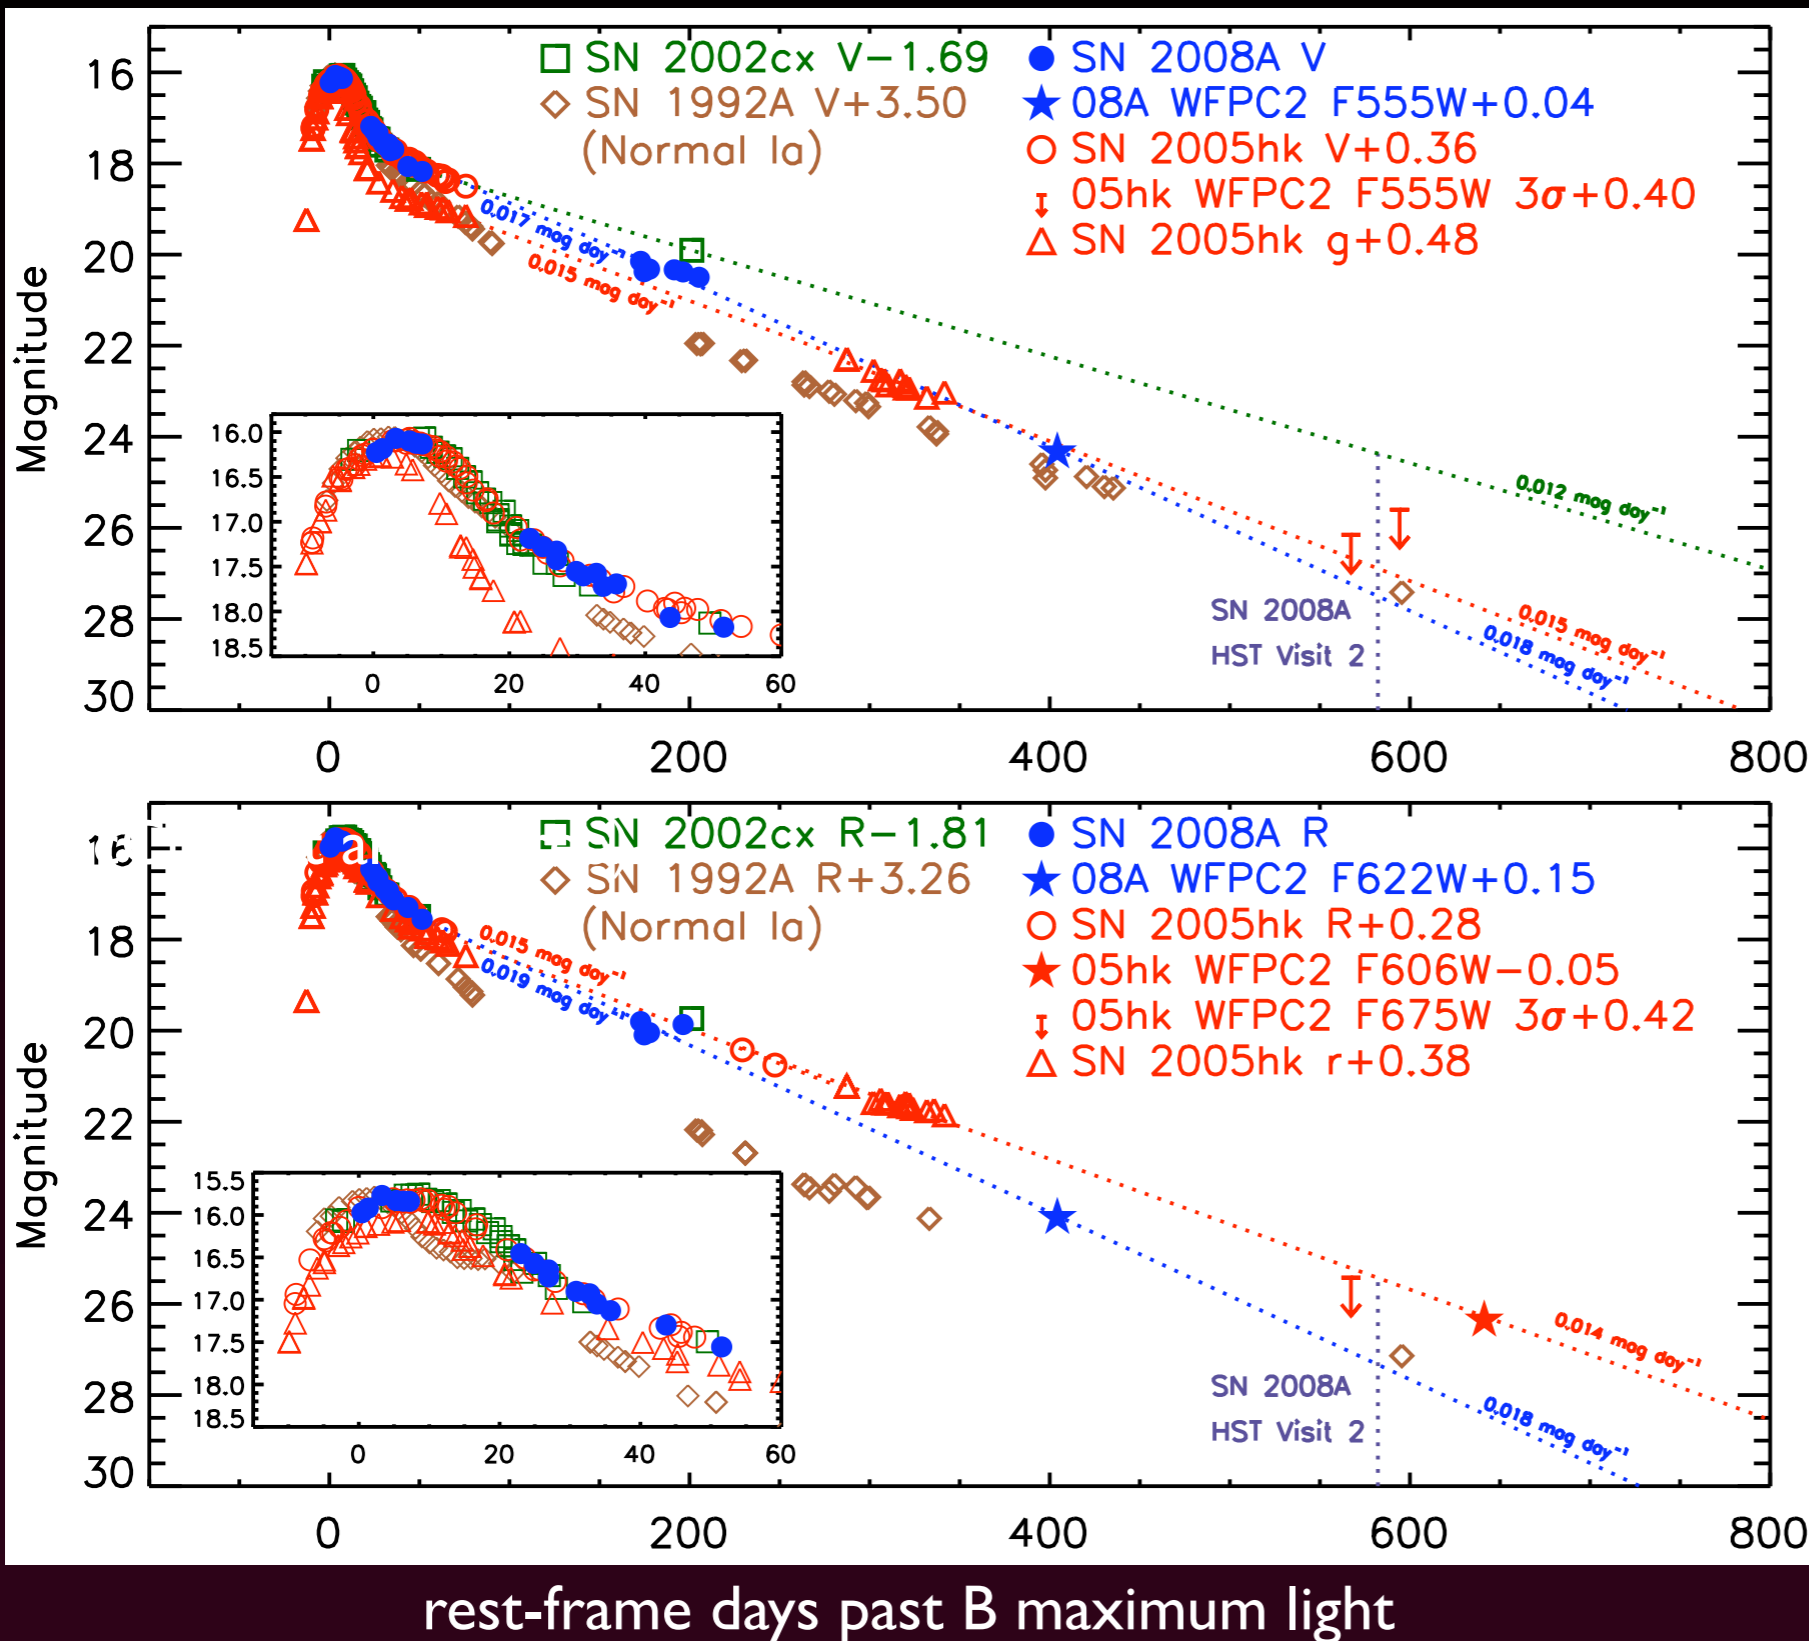 SN 2002cx V−1.69
SN 1992A V+3.50
(Normal Ia)
SN 2008A V
08A WFPC2 F555W+0.04
SN 2005hk V+0.36
05hk WFPC2 F555W 3σ+0.40
SN 2005hk g+0.48
Magnitude
16
18
20
22
24
26
28
30
0.017 mag day⁻¹
0.015 mag day⁻¹
0.012 mag day⁻¹
0.015 mag day⁻¹
0.018 mag day⁻¹
SN 2008A
HST Visit 2
16.0
16.5
17.0
17.5
18.0
18.5
0 20 40 60
0 200 400 600 800
SN 2002cx R−1.81
SN 1992A R+3.26
(Normal Ia)
SN 2008A R
08A WFPC2 F622W+0.15
SN 2005hk R+0.28
05hk WFPC2 F606W−0.05
05hk WFPC2 F675W 3σ+0.42
SN 2005hk r+0.38
Magnitude
16
18
20
22
24
26
28
30
0.015 mag day⁻¹
0.019 mag day⁻¹
0.014 mag day⁻¹
0.018 mag day⁻¹
SN 2008A
HST Visit 2
15.5
16.0
16.5
17.0
17.5
18.0
18.5
0 20 40 60
0 200 400 600 800
rest-frame days past B maximum light